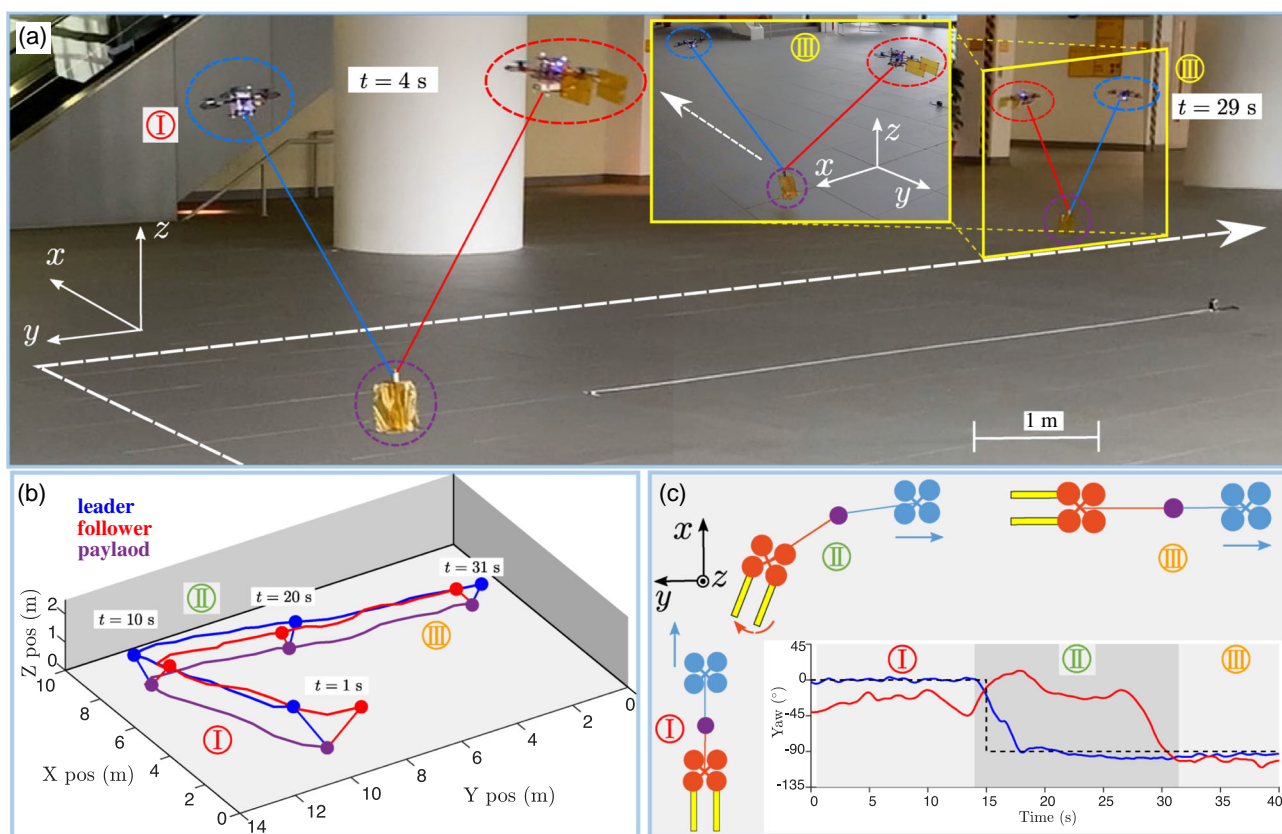 (a)
t = 4 s
Ⅰ
Ⅲ
Ⅲ
t = 29 s
z
x
y
z
x
y
1 m
(b)
leader
follower
paylaod
Ⅱ
t = 31 s
t = 20 s
t = 10 s
t = 1 s
Ⅲ
Ⅰ
Z pos (m)
2
1
0
X pos (m)
10
8
6
4
2
0
Y pos (m)
14
12
10
8
6
4
2
0
(c)
x
y
z
Ⅱ
Ⅲ
Ⅰ
Ⅰ
Ⅱ
Ⅲ
Yaw (°)
45
0
-45
-90
-135
0
5
10
15
20
25
30
35
40
Time (s)